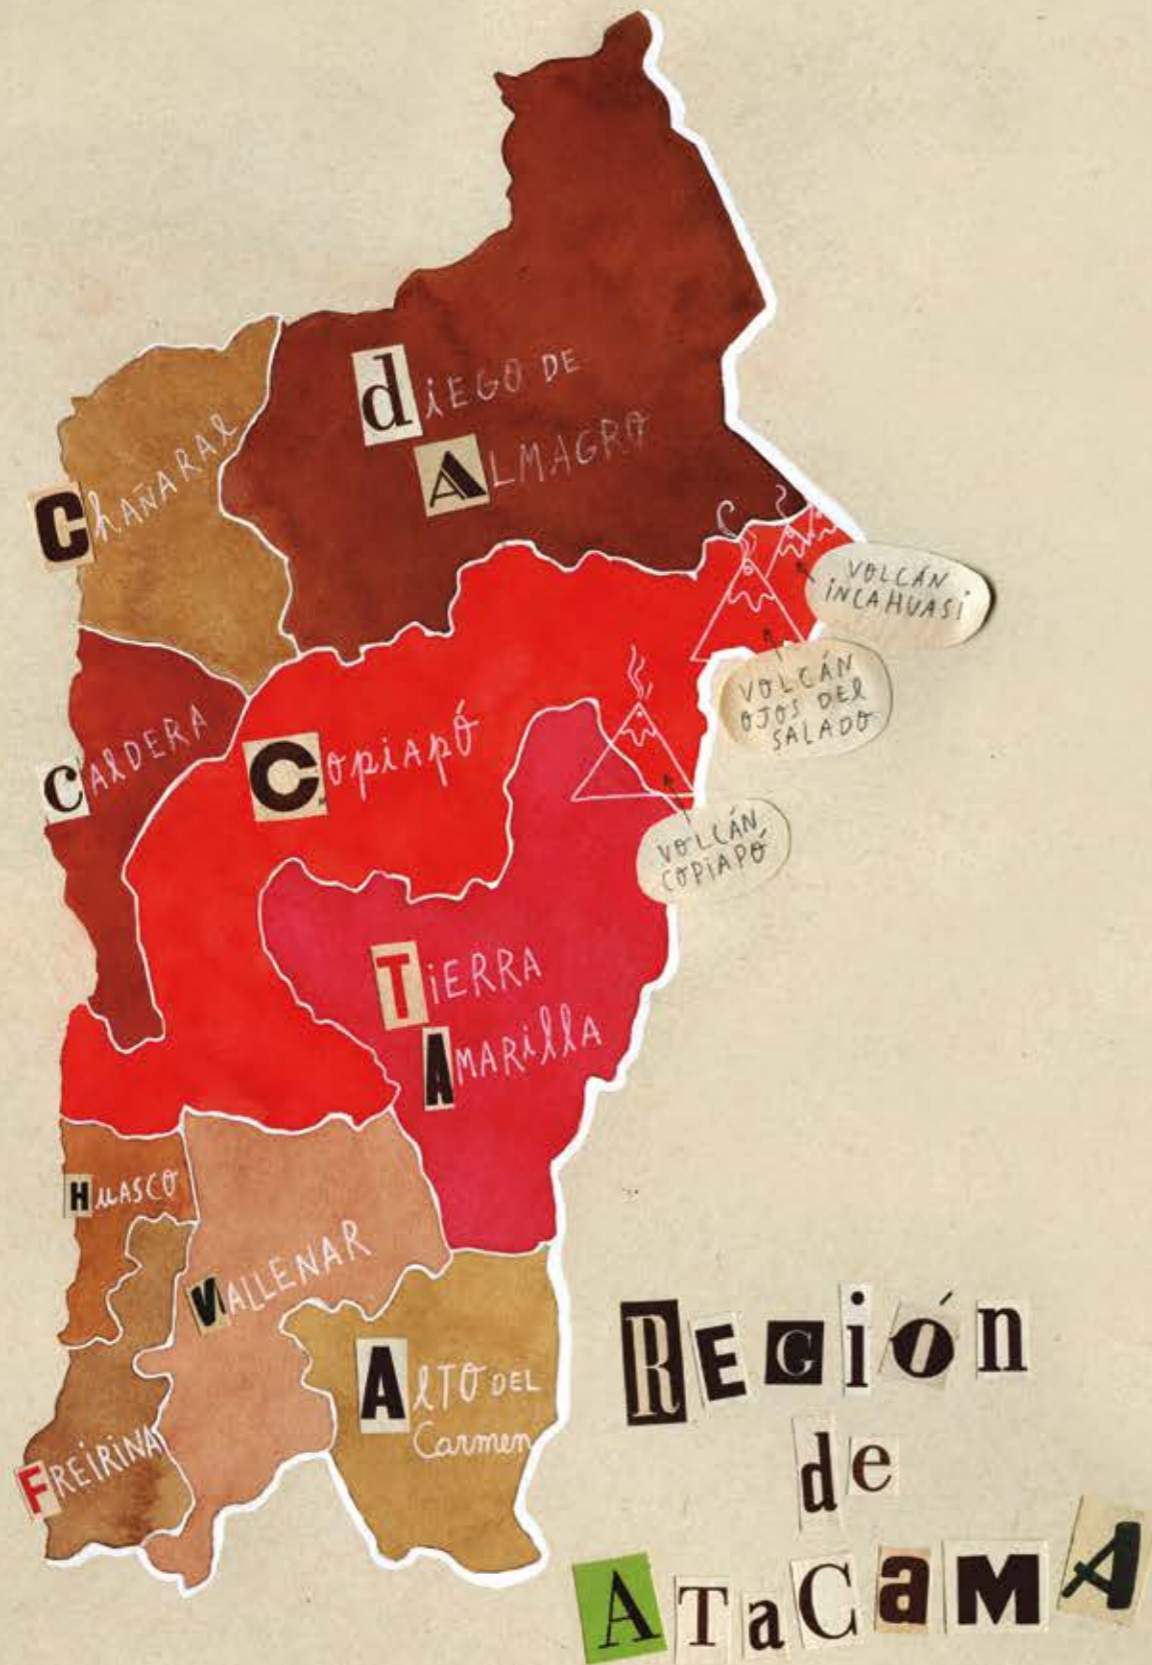 diego de
Almagro
Chañaral
Volcán
Incahuasi
Volcán
Ojos del
Salado
Caldera
Copiapó
Volcán
Copiapó
Tierra
Amarilla
Huasco
Vallenar
Alto del
Carmen
Freirina
Región
de
Atacama